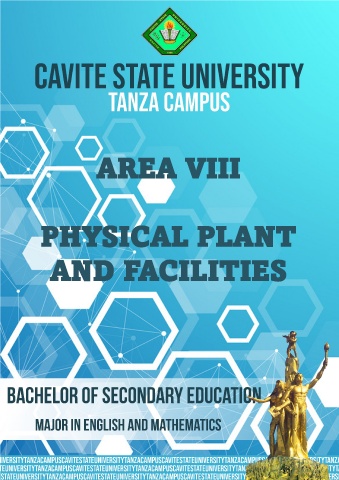 CAVITE STATE UNIVERSITY
TANZA CAMPUS
AREA VIII
PHYSICAL PLANT
AND FACILITIES
BACHELOR OF SECONDARY EDUCATION
MAJOR IN ENGLISH AND MATHEMATICS
IVERSITYTANZACAMPUSCAVITESTATEUNIVERSITYTANZACAMPUSCAVITESTATEUNIVERSITYTANZACAMPUS